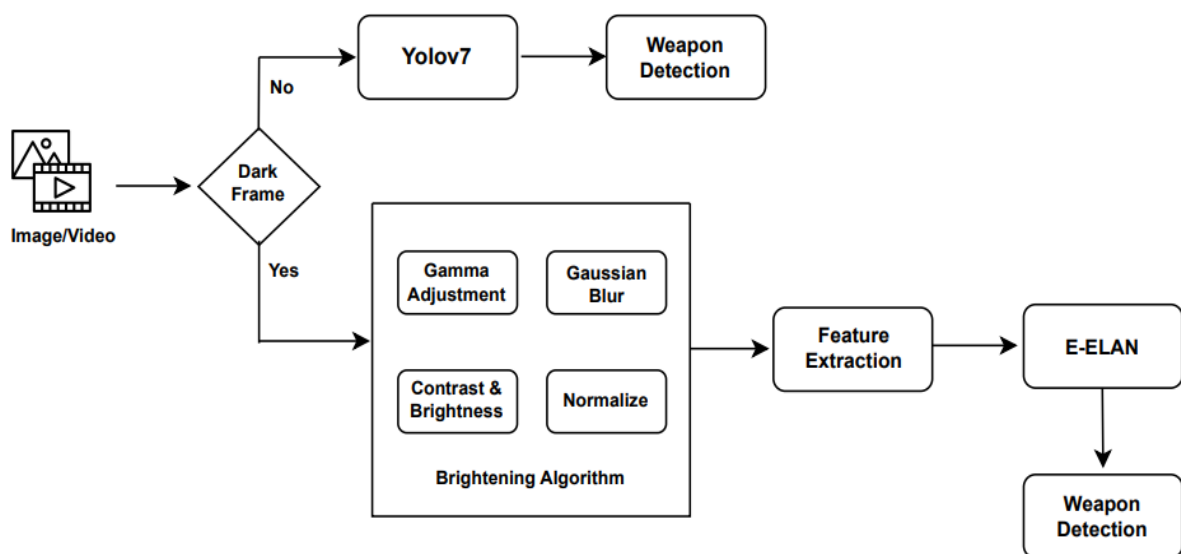 Yolov7
Weapon
Detection
No
Dark
Frame
Image/Video
Yes
Gamma
Adjustment
Gaussian
Blur
Contrast &
Brightness
Normalize
Brightening Algorithm
Feature
Extraction
E-ELAN
Weapon
Detection